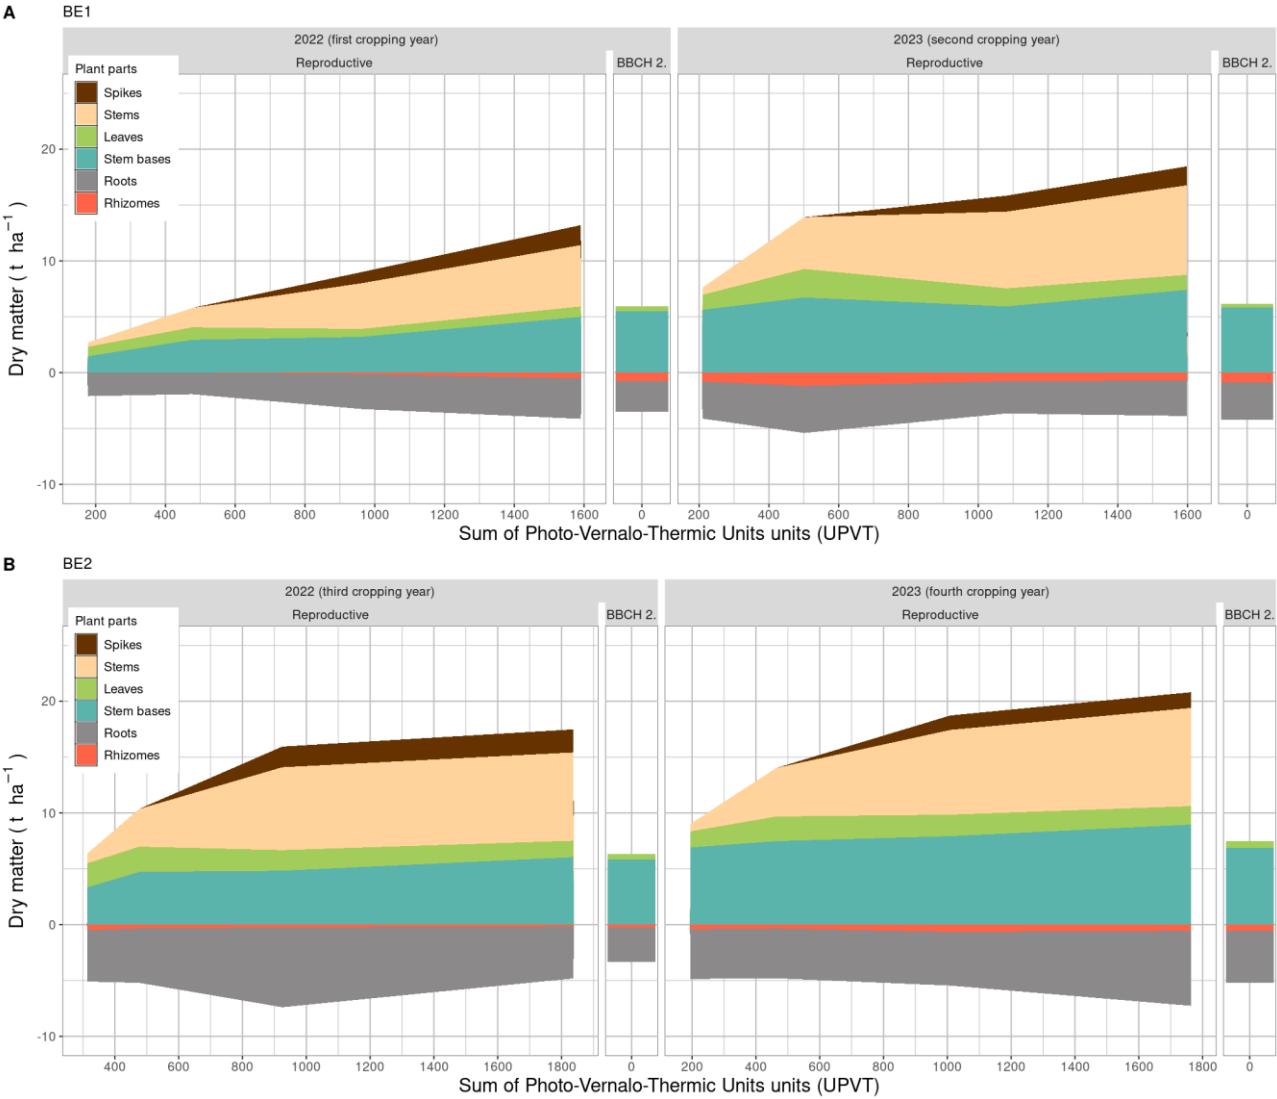 A BE1
2022 (first cropping year) 2023 (second cropping year)
Reproductive BBCH 2. Reproductive BBCH 2.
Plant parts
Spikes
Stems
Leaves
Stem bases
Roots
Rhizomes
Dry matter ( t ha⁻¹ )
20
10
0
-10
200 400 600 800 1000 1200 1400 1600 0 200 400 600 800 1000 1200 1400 1600 0
Sum of Photo-Vernalo-Thermic Units units (UPVT)
B BE2
2022 (third cropping year) 2023 (fourth cropping year)
Reproductive BBCH 2. Reproductive BBCH 2.
Plant parts
Spikes
Stems
Leaves
Stem bases
Roots
Rhizomes
Dry matter ( t ha⁻¹ )
20
10
0
-10
400 600 800 1000 1200 1400 1600 1800 0 200 400 600 800 1000 1200 1400 1600 1800 0
Sum of Photo-Vernalo-Thermic Units units (UPVT)